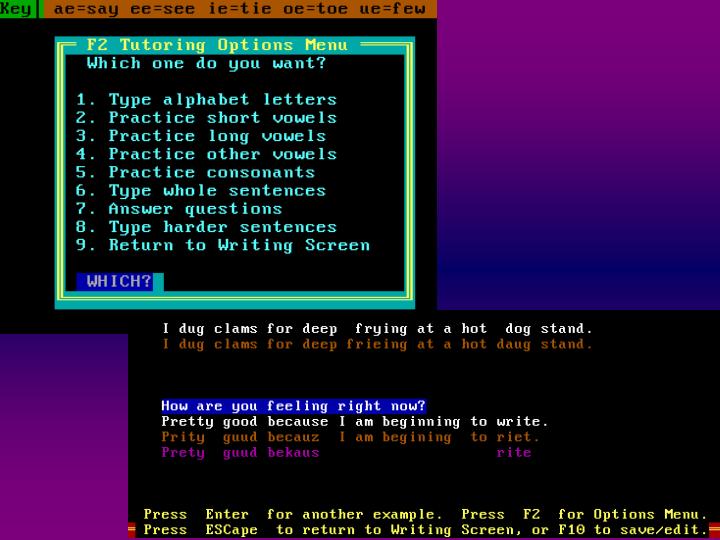 Key| ae=say ee=see ie=tie oe=toe ue=few
F2 Tutoring Options Menu
Which one do you want?
1. Type alphabet letters
2. Practice short vowels
3. Practice long vowels
4. Practice other vowels
5. Practice consonants
6. Type whole sentences
7. Answer questions
8. Type harder sentences
9. Return to Writing Screen
WHICH?
I dug clams for deep  frying at a hot  dog stand.
I dug clams for deep frieing at a hot daug stand.
How are you feeling right now?
Pretty good because I am beginning to write.
Prity  guud becauz  I am begining  to riet.
Prety  guud bekaus                    rite
Press  Enter  for another example.  Press  F2  for Options Menu.
Press  ESCape  to return to Writing Screen, or F10 to save/edit.